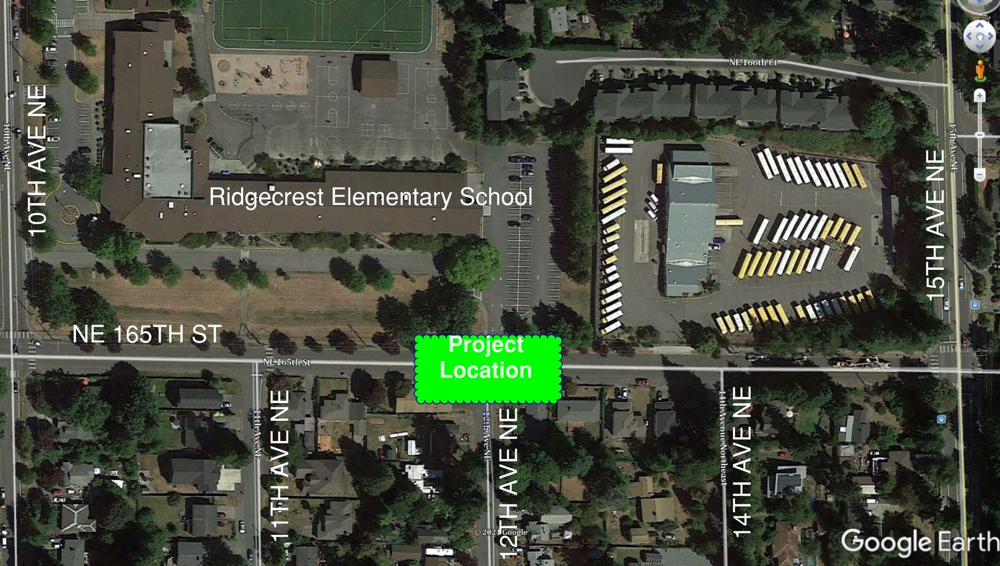 NE 166th Ct
10TH AVE NE
10th Ave NE
15th Ave NE
15TH AVE NE
Ridgecrest Elementary School
NE 165TH ST
NE 165th St
Project
Location
11TH AVE NE
11th Ave NE
12th Ave NE
12TH AVE NE
14th Avenue Northeast
14TH AVE NE
© 2021 Google
Google Earth